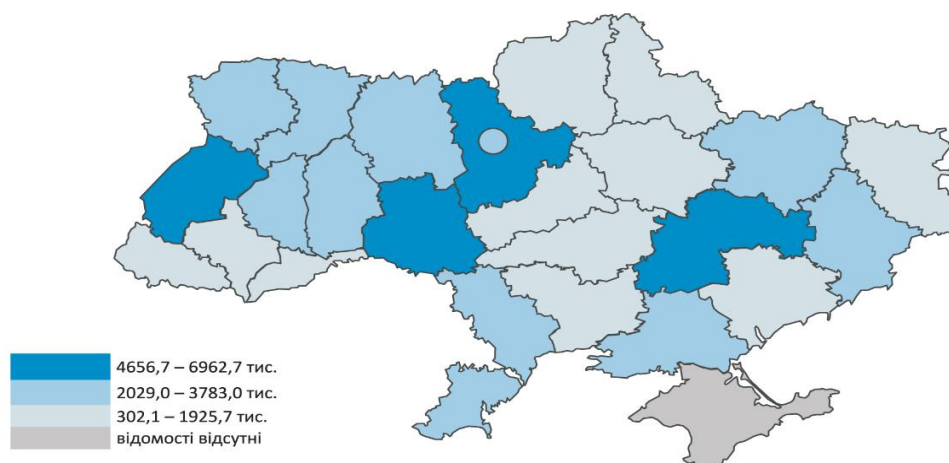 4656,7 – 6962,7 тис.
2029,0 – 3783,0 тис.
302,1 – 1925,7 тис.
відомості відсутні